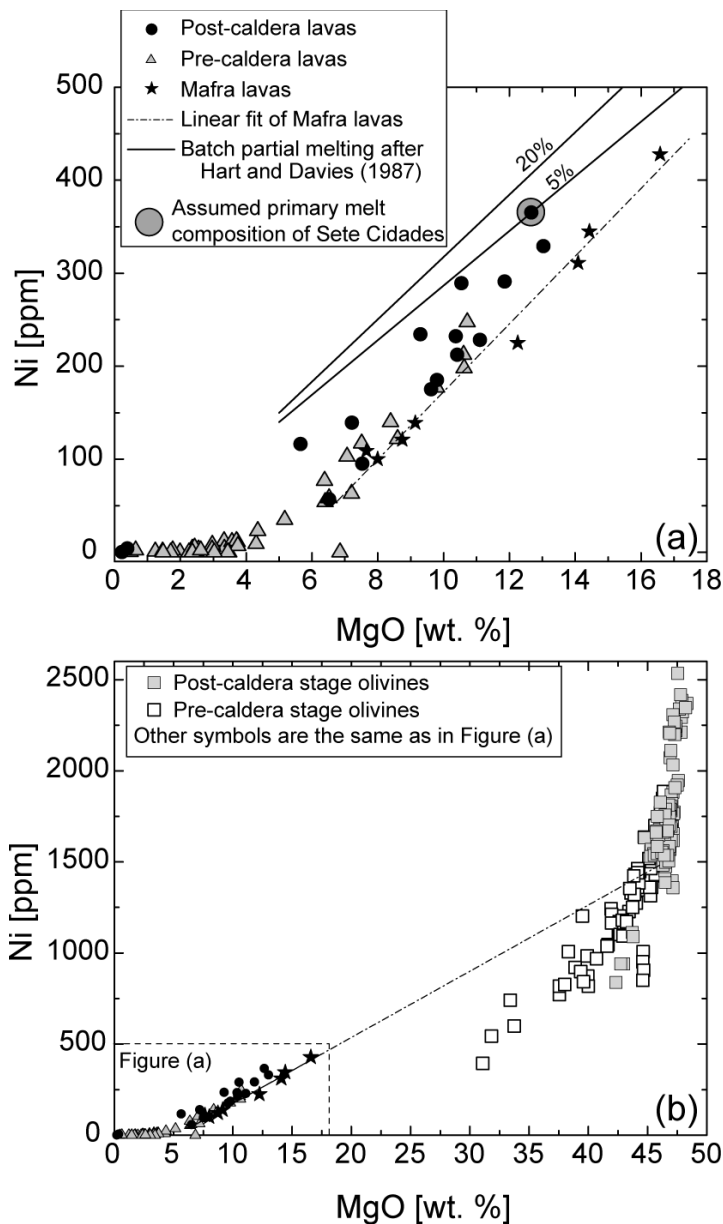 Post-caldera lavas
Pre-caldera lavas
Mafra lavas
Linear fit of Mafra lavas
Batch partial melting after
Hart and Davies (1987)
Assumed primary melt
composition of Sete Cidades
20%
5%
500
400
300
200
100
0
Ni [ppm]
0 2 4 6 8 10 12 14 16 18
MgO [wt. %]
(a)
Post-caldera stage olivines
Pre-caldera stage olivines
Other symbols are the same as in Figure (a)
2500
2000
1500
1000
500
0
Ni [ppm]
Figure (a)
(b)
0 5 10 15 20 25 30 35 40 45 50
MgO [wt. %]